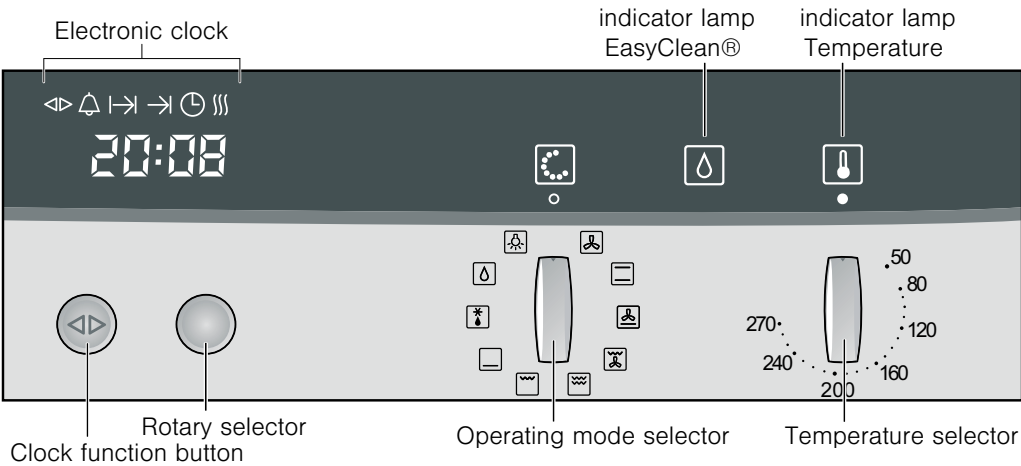 Electronic clock
indicator lamp
EasyClean®
indicator lamp
Temperature
20:08
50
80
120
160
200
240
270
Clock function button
Rotary selector
Operating mode selector
Temperature selector